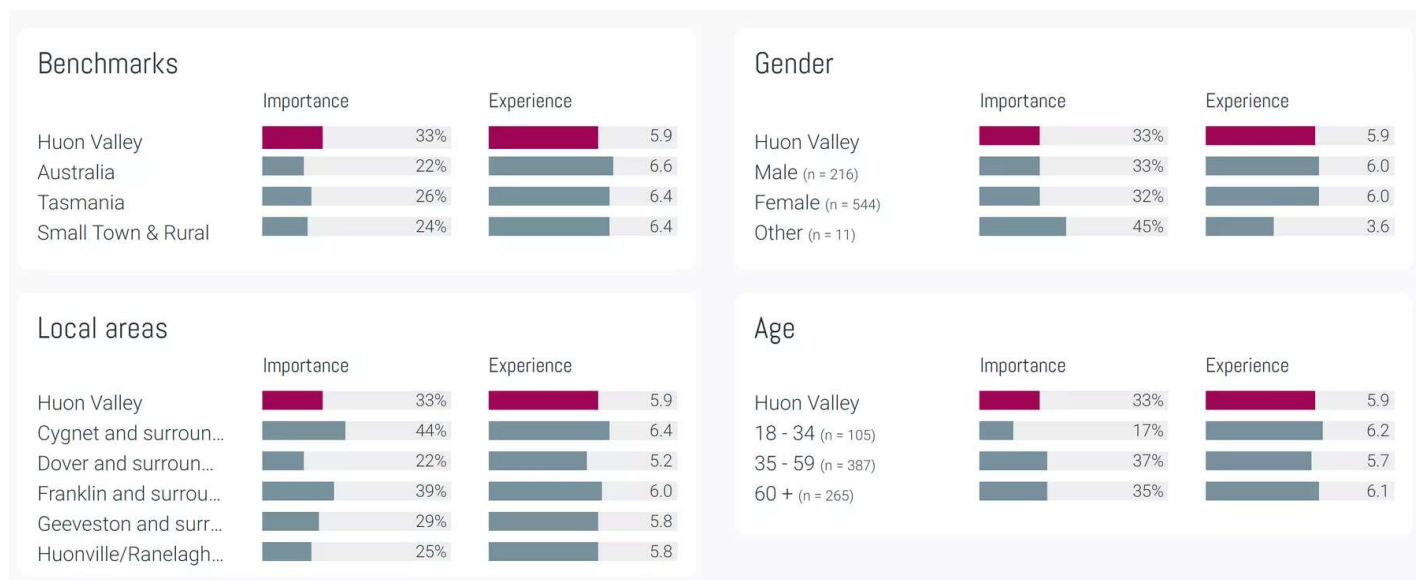 Benchmarks
Importance Experience
Huon Valley 33% 5.9
Australia 22% 6.6
Tasmania 26% 6.4
Small Town & Rural 24% 6.4
Gender
Importance Experience
Huon Valley 33% 5.9
Male (n = 216) 33% 6.0
Female (n = 544) 32% 6.0
Other (n = 11) 45% 3.6
Local areas
Importance Experience
Huon Valley 33% 5.9
Cygnet and surroun... 44% 6.4
Dover and surroun... 22% 5.2
Franklin and surrou... 39% 6.0
Geeveston and surr... 29% 5.8
Huonville/Ranelagh... 25% 5.8
Age
Importance Experience
Huon Valley 33% 5.9
18 - 34 (n = 105) 17% 6.2
35 - 59 (n = 387) 37% 5.7
60 + (n = 265) 35% 6.1